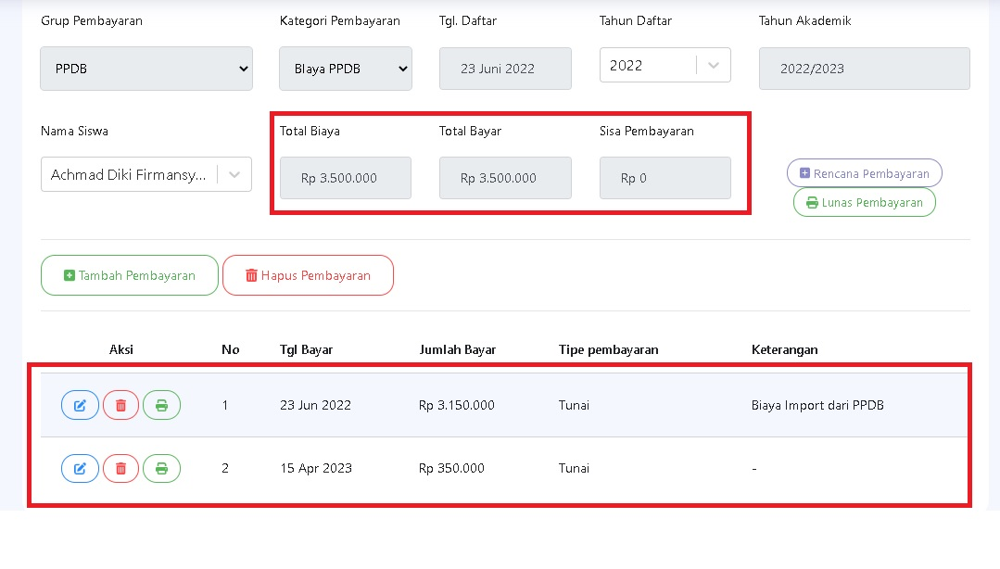 Grup Pembayaran Kategori Pembayaran Tgl. Daftar Tahun Daftar Tahun Akademik
PPDB BIaya PPDB 23 Juni 2022 2022 2022/2023
Nama Siswa Total Biaya Total Bayar Sisa Pembayaran
Achmad Diki Firmansy... Rp 3.500.000 Rp 3.500.000 Rp 0 Rencana Pembayaran
Lunas Pembayaran
Tambah Pembayaran Hapus Pembayaran
Aksi No Tgl Bayar Jumlah Bayar Tipe pembayaran Keterangan
1 23 Jun 2022 Rp 3.150.000 Tunai Biaya Import dari PPDB
2 15 Apr 2023 Rp 350.000 Tunai -